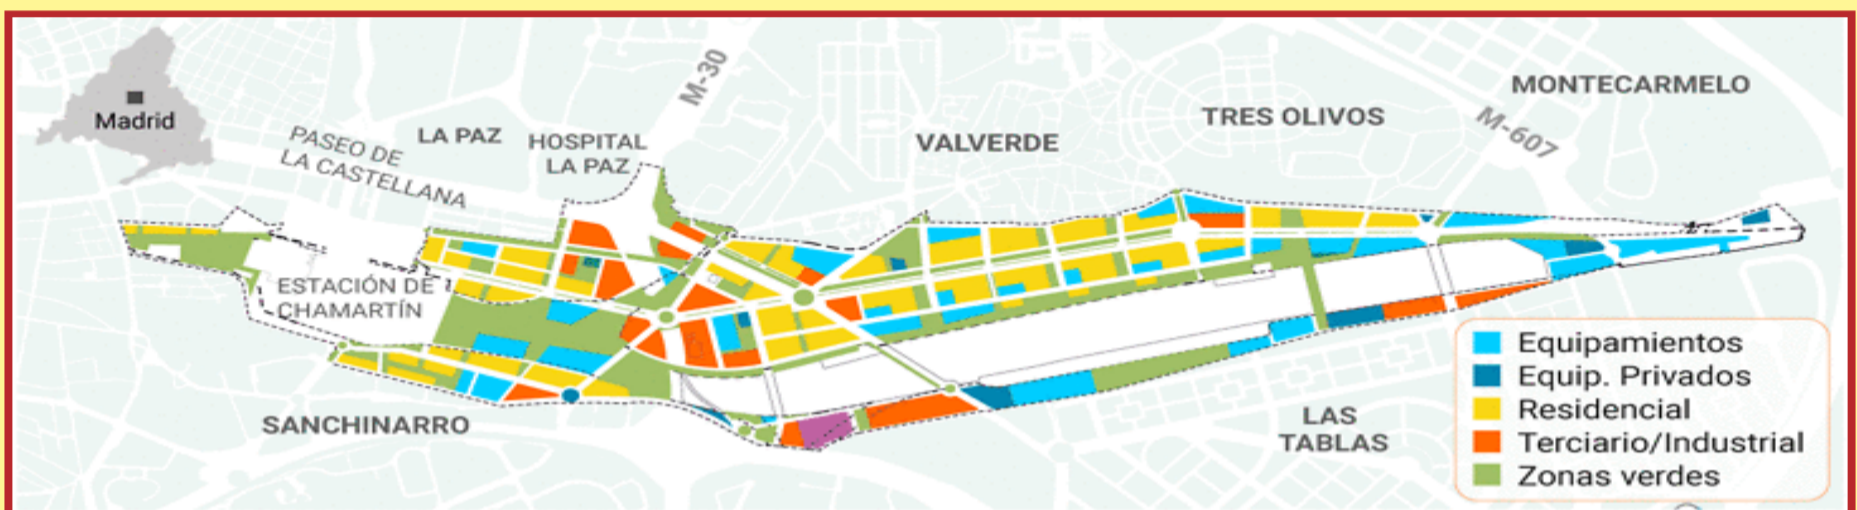 M-30
MONTECARMELO
Madrid
TRES OLIVOS
M-607
PASEO DE
LA CASTELLANA
LA PAZ
HOSPITAL
LA PAZ
VALVERDE
ESTACIÓN DE
CHAMARTÍN
SANCHINARRO
LAS
TABLAS
Equipamientos
Equip. Privados
Residencial
Terciario/Industrial
Zonas verdes